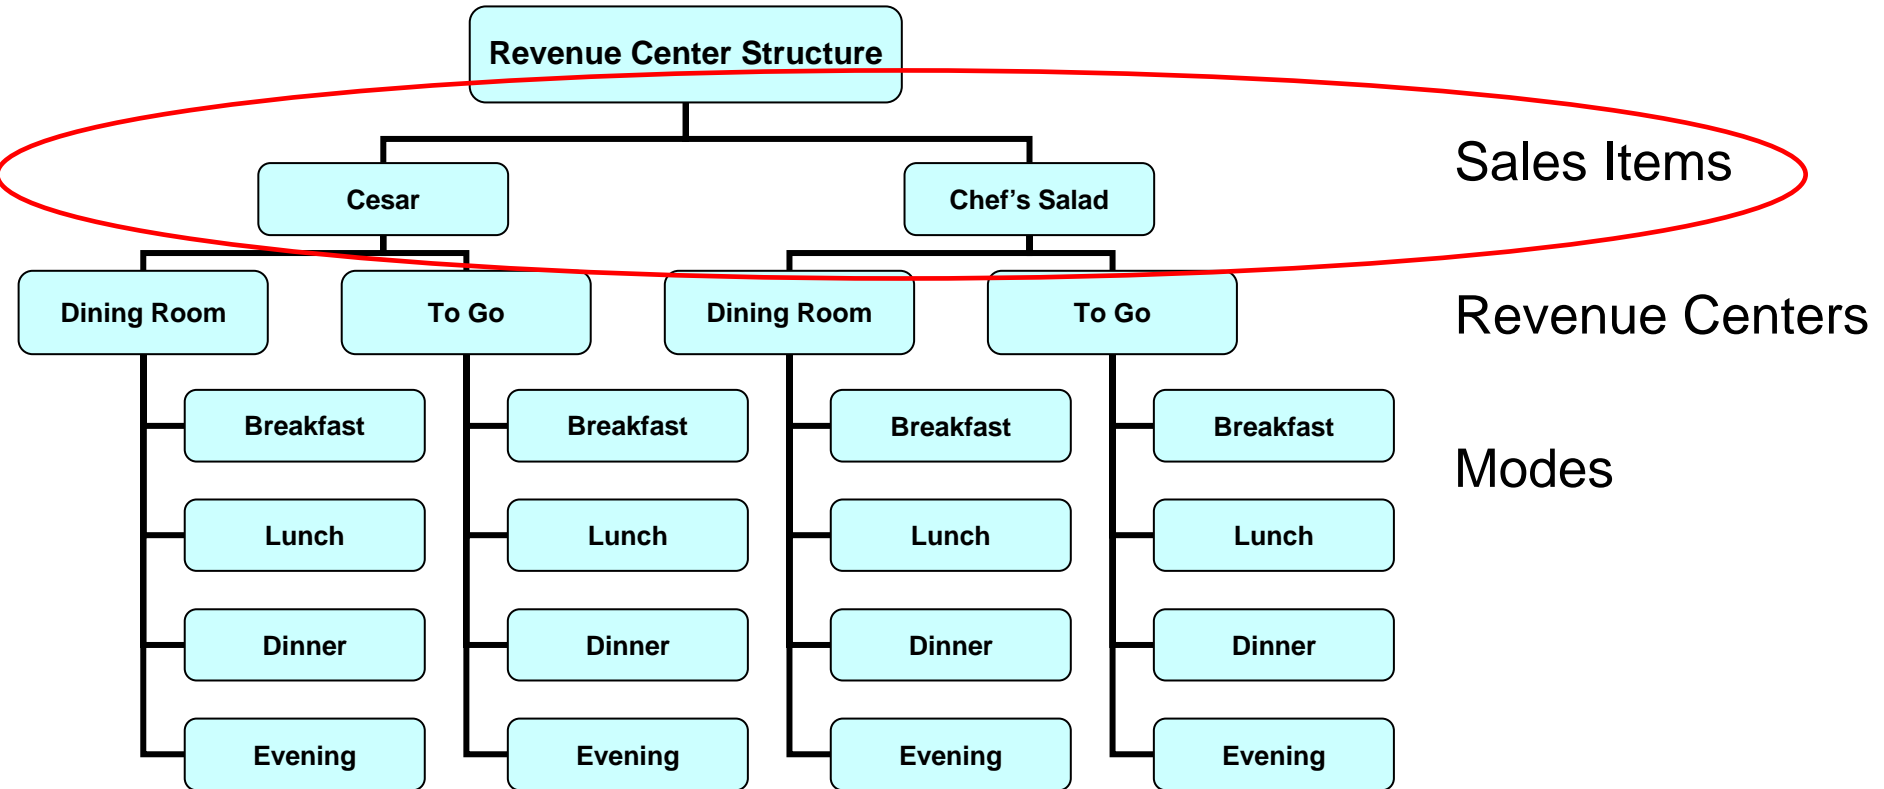 Revenue Center Structure
Sales Items
Cesar
Chef’s Salad
Dining Room
To Go
Dining Room
To Go
Revenue Centers
Breakfast
Breakfast
Breakfast
Breakfast
Modes
Lunch
Lunch
Lunch
Lunch
Dinner
Dinner
Dinner
Dinner
Evening
Evening
Evening
Evening